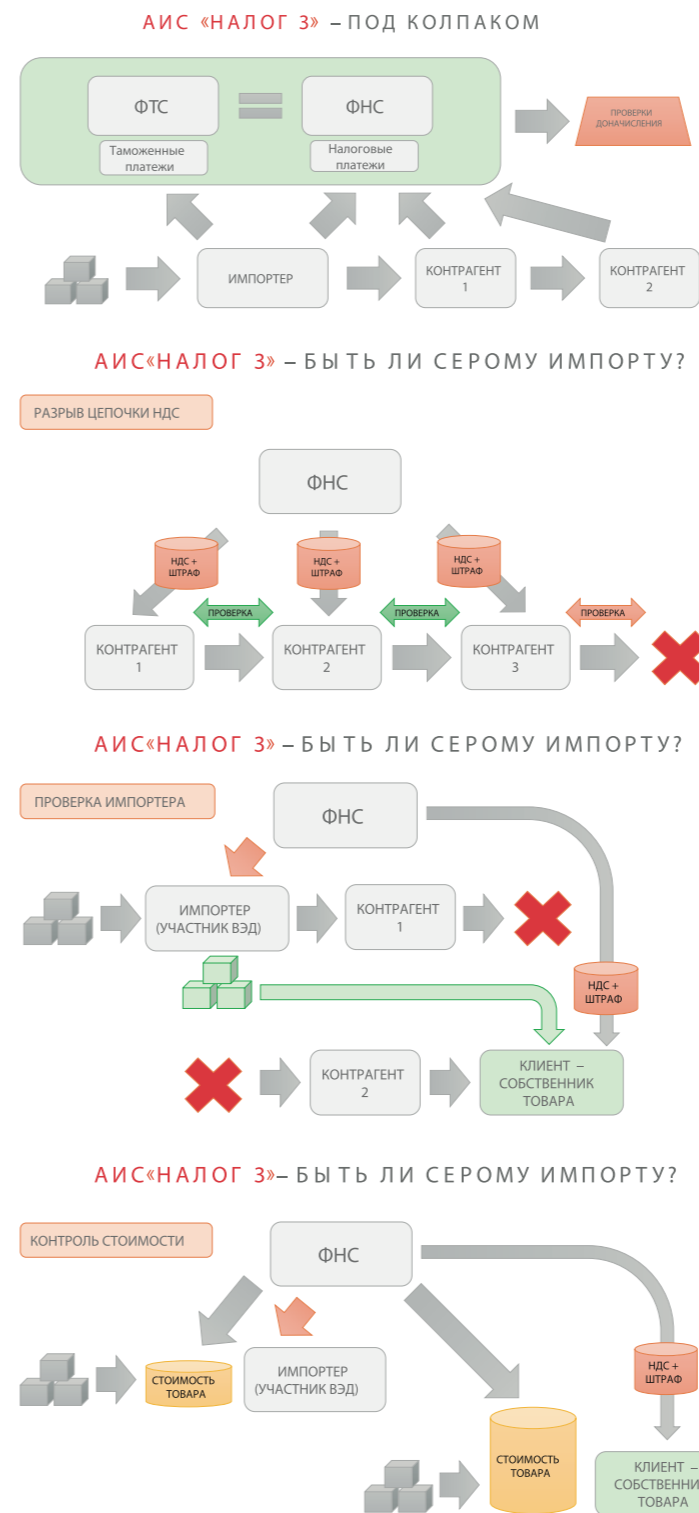 АИС «НАЛОГ 3» – ПОД КОЛПАКОМ
ФТС
ФНС
ПРОВЕРКИ
ДОНАЧИСЛЕНИЯ
Таможенные
платежи
Налоговые
платежи
ИМПОРТЕР
КОНТРАГЕНТ
1
КОНТРАГЕНТ
2
АИС«НАЛОГ 3» – БЫТЬ ЛИ СЕРОМУ ИМПОРТУ?
РАЗРЫВ ЦЕПОЧКИ НДС
ФНС
НДС +
ШТРАФ
НДС +
ШТРАФ
НДС +
ШТРАФ
ПРОВЕРКА
ПРОВЕРКА
ПРОВЕРКА
КОНТРАГЕНТ
1
КОНТРАГЕНТ
2
КОНТРАГЕНТ
3
АИС«НАЛОГ 3» – БЫТЬ ЛИ СЕРОМУ ИМПОРТУ?
ПРОВЕРКА ИМПОРТЕРА
ФНС
ИМПОРТЕР
(УЧАСТНИК ВЭД)
КОНТРАГЕНТ
1
НДС +
ШТРАФ
КОНТРАГЕНТ
2
КЛИЕНТ –
СОБСТВЕННИК
ТОВАРА
АИС«НАЛОГ 3»– БЫТЬ ЛИ СЕРОМУ ИМПОРТУ?
КОНТРОЛЬ СТОИМОСТИ
ФНС
СТОИМОСТЬ
ТОВАРА
ИМПОРТЕР
(УЧАСТНИК ВЭД)
НДС +
ШТРАФ
СТОИМОСТЬ
ТОВАРА
КЛИЕНТ –
СОБСТВЕННИ
ТОВАРА